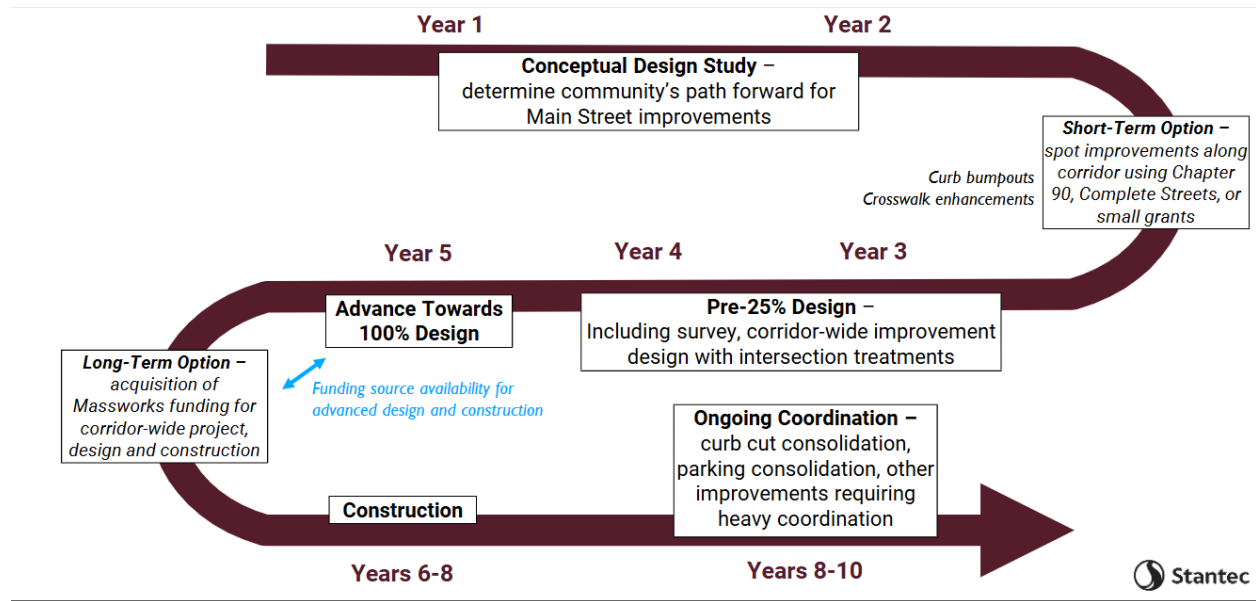 Year 1
Year 2
Conceptual Design Study –
determine community's path forward for
Main Street improvements
Short-Term Option –
spot improvements along
corridor using Chapter
90, Complete Streets, or
small grants
Curb bumpouts
Crosswalk enhancements
Year 5
Year 4
Year 3
Advance Towards
100% Design
Pre-25% Design –
Including survey, corridor-wide improvement
design with intersection treatments
Long-Term Option –
acquisition of
Massworks funding for
corridor-wide project,
design and construction
Funding source availability for
advanced design and construction
Ongoing Coordination –
curb cut consolidation,
parking consolidation, other
improvements requiring
heavy coordination
Construction
Years 6-8
Years 8-10
Stantec